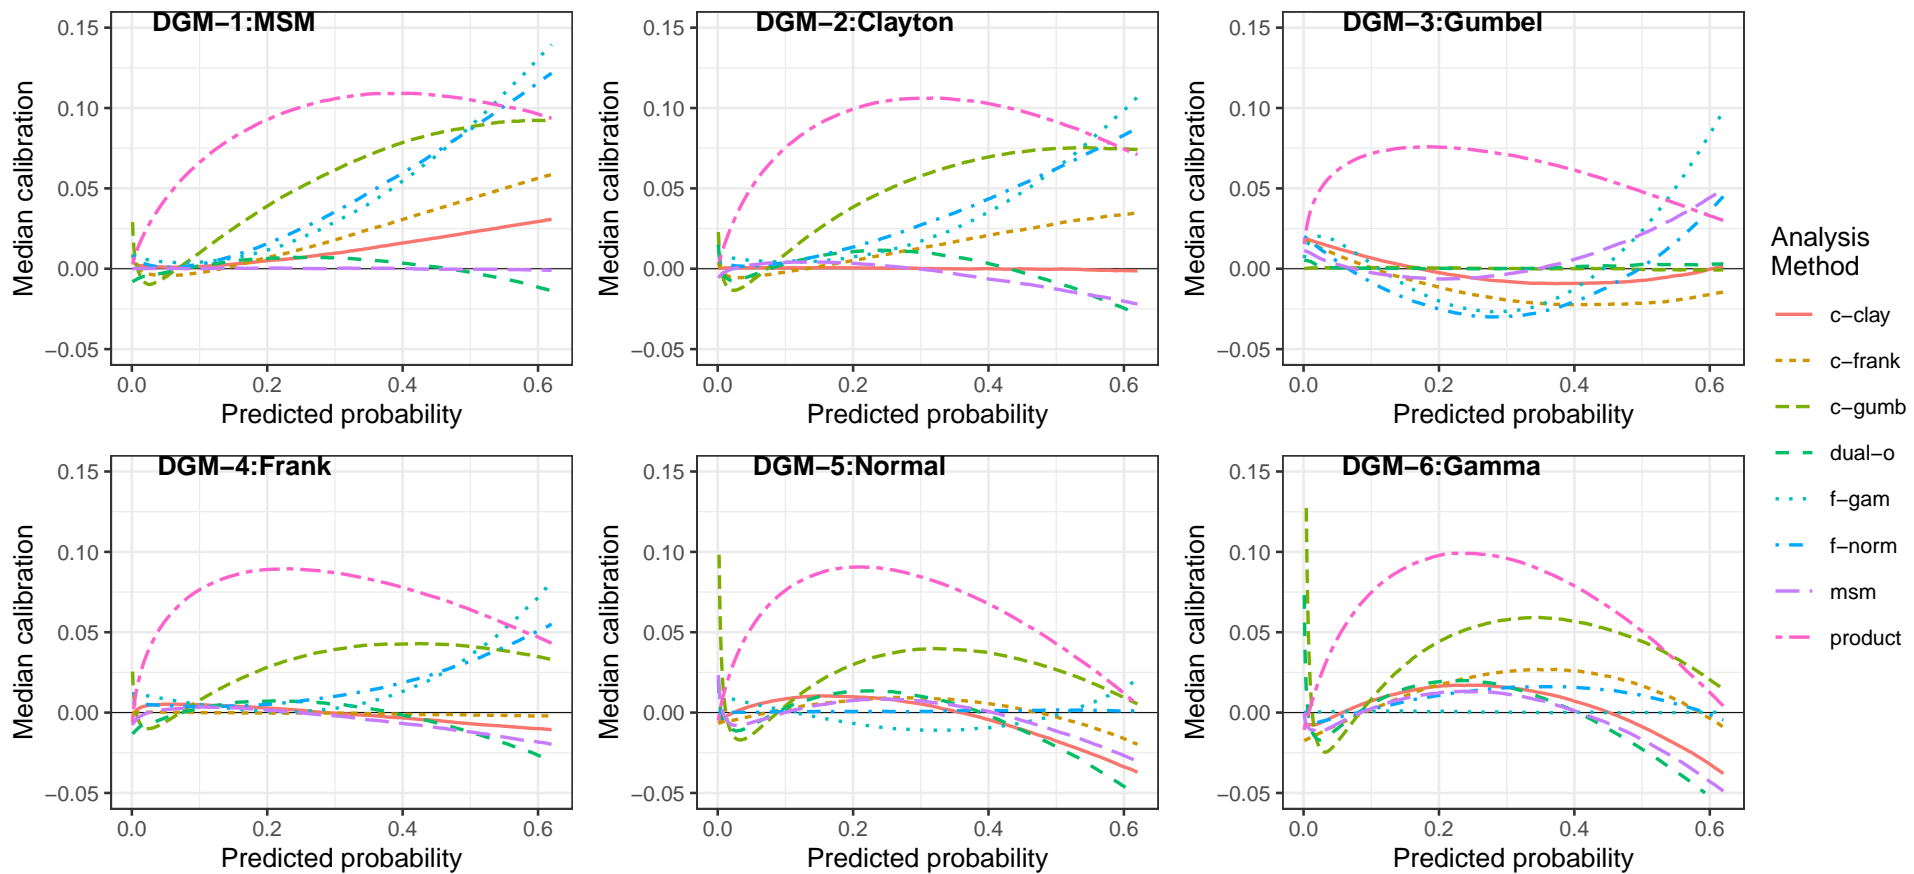 DGM−1:MSM
0.15
0.10
0.05
0.00
−0.05
Median calibration
0.0 0.2 0.4 0.6
Predicted probability
DGM−2:Clayton
0.15
0.10
0.05
0.00
−0.05
Median calibration
0.0 0.2 0.4 0.6
Predicted probability
DGM−3:Gumbel
0.15
0.10
0.05
0.00
−0.05
Median calibration
0.0 0.2 0.4 0.6
Predicted probability
DGM−4:Frank
0.15
0.10
0.05
0.00
−0.05
Median calibration
0.0 0.2 0.4 0.6
Predicted probability
DGM−5:Normal
0.15
0.10
0.05
0.00
−0.05
Median calibration
0.0 0.2 0.4 0.6
Predicted probability
DGM−6:Gamma
0.15
0.10
0.05
0.00
−0.05
Median calibration
0.0 0.2 0.4 0.6
Predicted probability
Analysis
Method
c−clay
c−frank
c−gumb
dual−o
f−gam
f−norm
msm
product